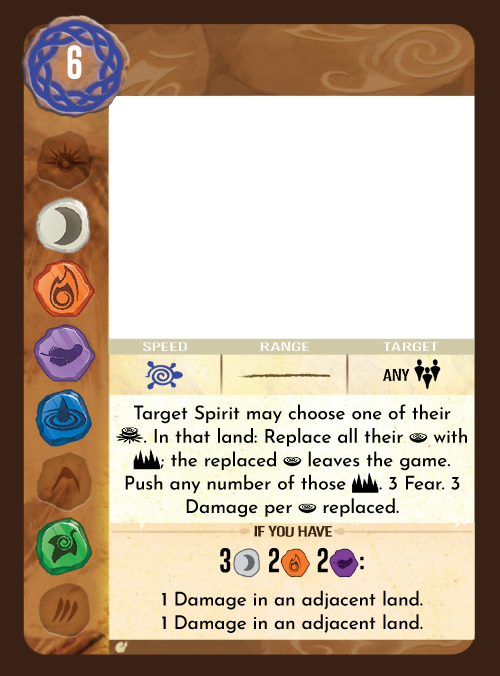 6
SPEED RANGE TARGET
ANY
Target Spirit may choose one of their
. In that land: Replace all their with
; the replaced leaves the game.
Push any number of those . 3 Fear. 3
Damage per replaced.
IF YOU HAVE
3 2 2 :
1 Damage in an adjacent land.
1 Damage in an adjacent land.